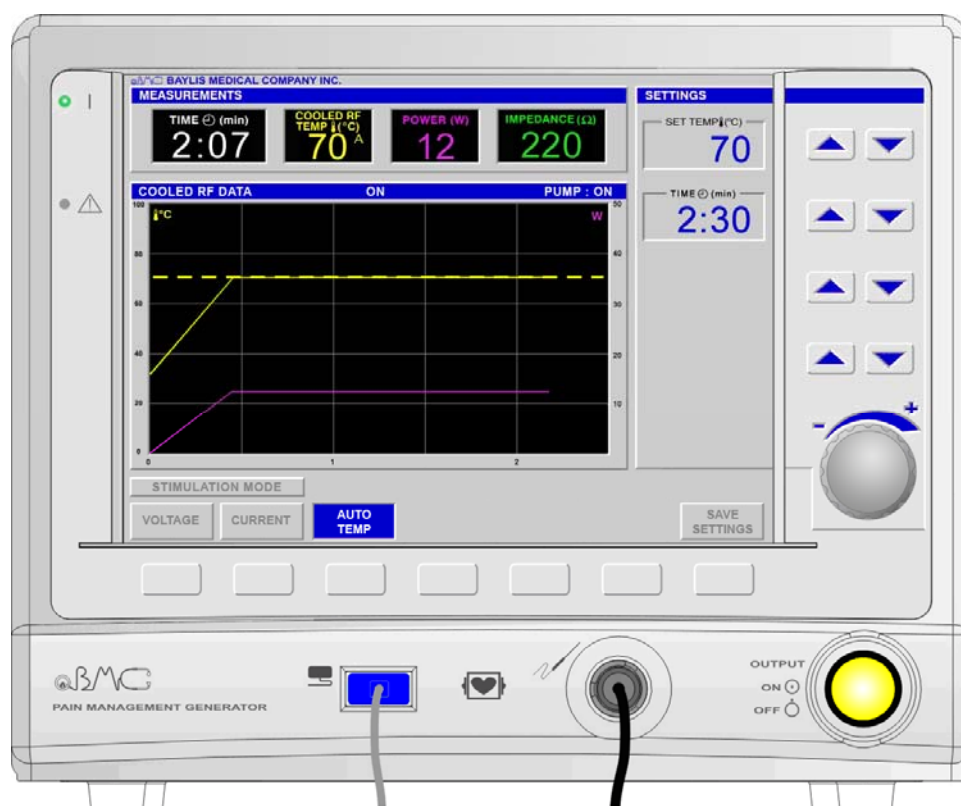 BMC BAYLIS MEDICAL COMPANY INC.
MEASUREMENTS
SETTINGS
TIME (min)
2:07
COOLED RF
TEMP (°C)
70 A
POWER (W)
12
IMPEDANCE (Ω)
220
SET TEMP (°C)
70
TIME (min)
2:30
COOLED RF DATA ON PUMP : ON
100 °C W 50
80 40
60 30
40 20
20 10
0
0 1 2
STIMULATION MODE
VOLTAGE
CURRENT
AUTO
TEMP
SAVE
SETTINGS
- +
BMC
PAIN MANAGEMENT GENERATOR
OUTPUT
ON
OFF